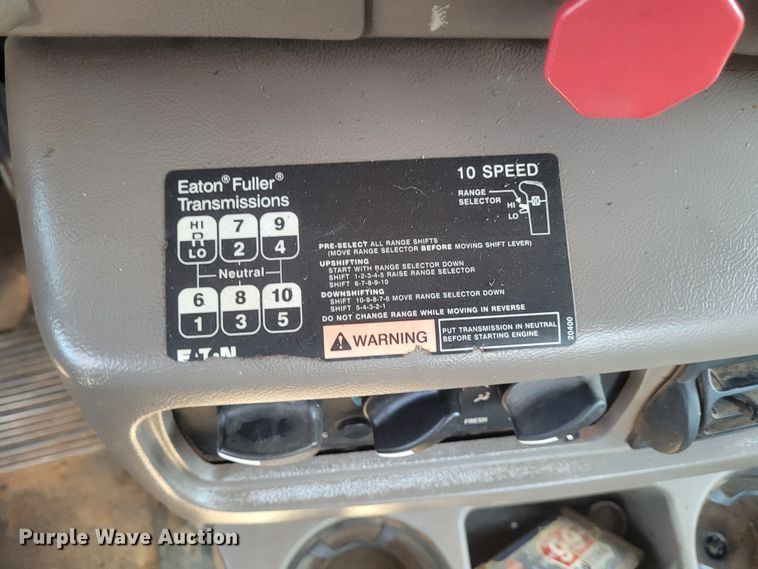 Eaton® Fuller®
Transmissions
10 SPEED
RANGE
SELECTOR
HI
LO
HI 7 9
R
LO 2 4
Neutral
6 8 10
1 3 5
EATON
PRE-SELECT ALL RANGE SHIFTS
(MOVE RANGE SELECTOR BEFORE MOVING SHIFT LEVER)
UPSHIFTING
START WITH RANGE SELECTOR DOWN
SHIFT 1-2-3-4-5 RAISE RANGE SELECTOR
SHIFT 6-7-8-9-10
DOWNSHIFTING
SHIFT 10-9-8-7-6 MOVE RANGE SELECTOR DOWN
SHIFT 5-4-3-2-1
DO NOT CHANGE RANGE WHILE MOVING IN REVERSE
WARNING
PUT TRANSMISSION IN NEUTRAL
BEFORE STARTING ENGINE
20400
FRESH
99
Purple Wave Auction